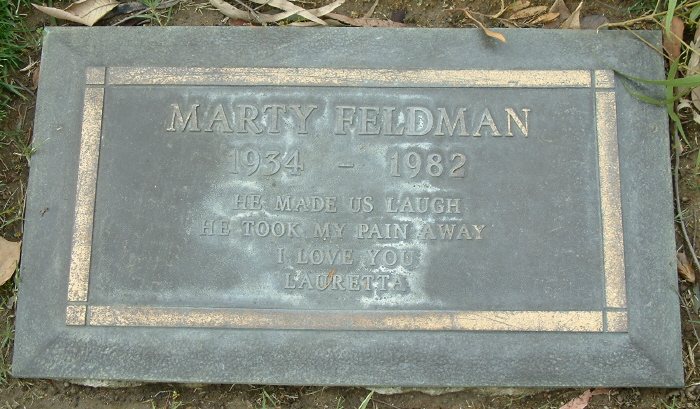 MARTY FELDMAN
1934 - 1982
HE MADE US LAUGH
HE TOOK MY PAIN AWAY
I LOVE YOU
LAURETTA